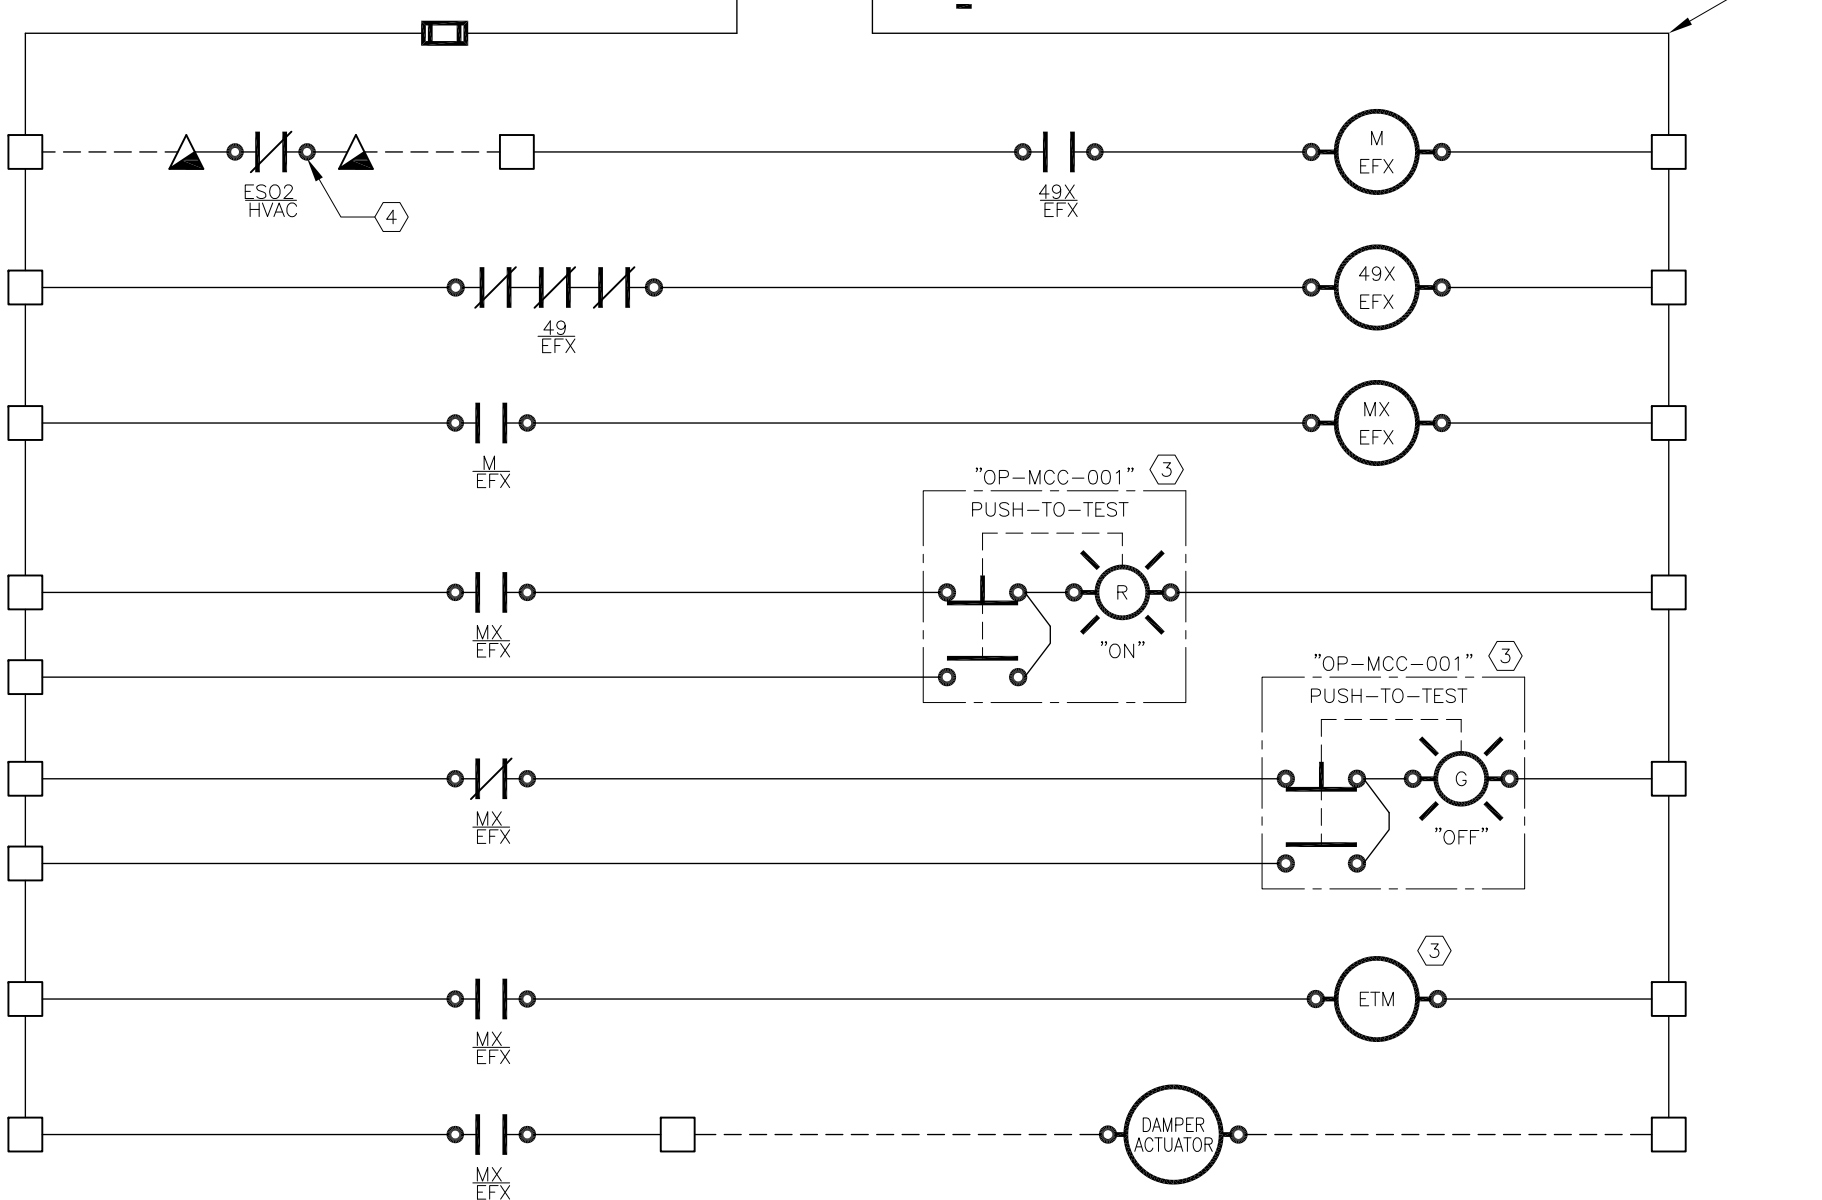 M
EFX
ES02
HVAC
4
49X
EFX
49X
EFX
49
EFX
MX
EFX
M
EFX
"OP-MCC-001"
3
PUSH-TO-TEST
R
"ON"
MX
EFX
"OP-MCC-001"
3
PUSH-TO-TEST
G
"OFF"
MX
EFX
3
ETM
MX
EFX
DAMPER
ACTUATOR
MX
EFX